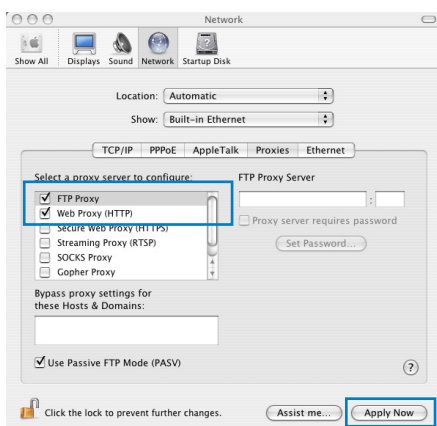 Network
Show All Displays Sound Network Startup Disk
Location: Automatic
Show: Built-in Ethernet
TCP/IP PPPoE AppleTalk Proxies Ethernet
Select a proxy server to configure: FTP Proxy Server
FTP Proxy :
Web Proxy (HTTP) Proxy server requires password
Secure Web Proxy (HTTPS)
Streaming Proxy (RTSP) Set Password...
SOCKS Proxy
Gopher Proxy
Bypass proxy settings for
these Hosts & Domains:
Use Passive FTP Mode (PASV) ?
Click the lock to prevent further changes. Assist me... Apply Now